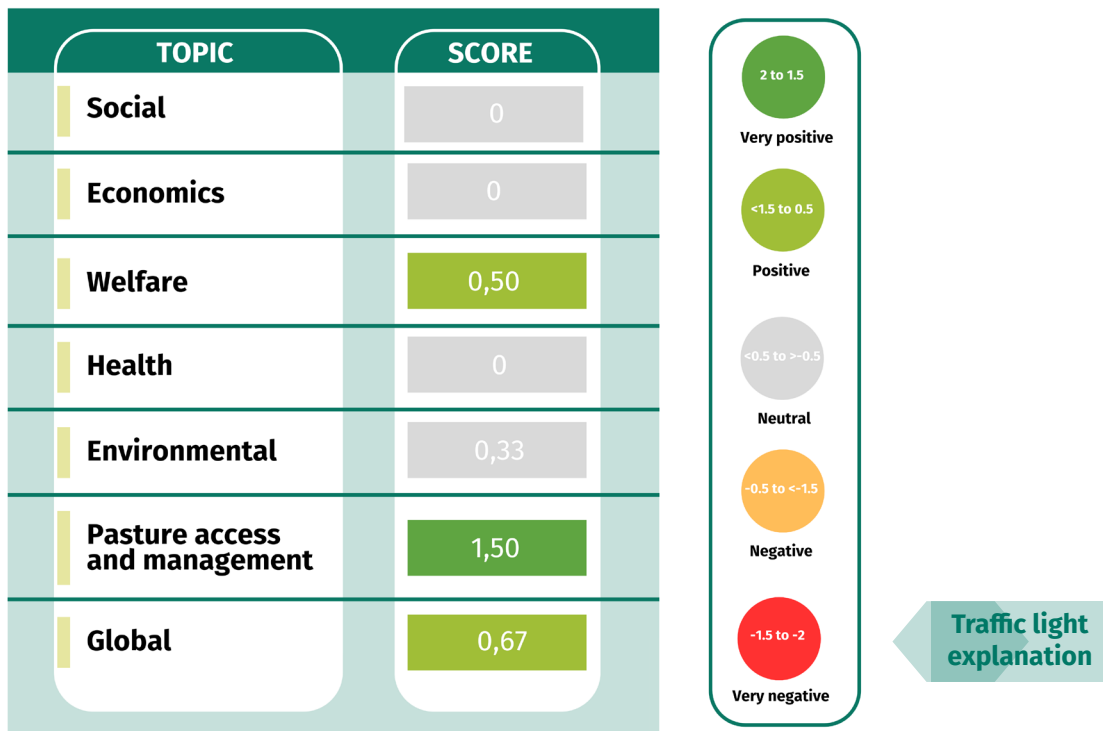 TOPIC SCORE
Social 0
Economics 0
Welfare 0,50
Health 0
Environmental 0,33
Pasture access
and management 1,50
Global 0,67
2 to 1.5
Very positive
<1.5 to 0.5
Positive
<0.5 to >-0.5
Neutral
-0.5 to <-1.5
Negative
-1.5 to -2
Very negative
Traffic light
explanation